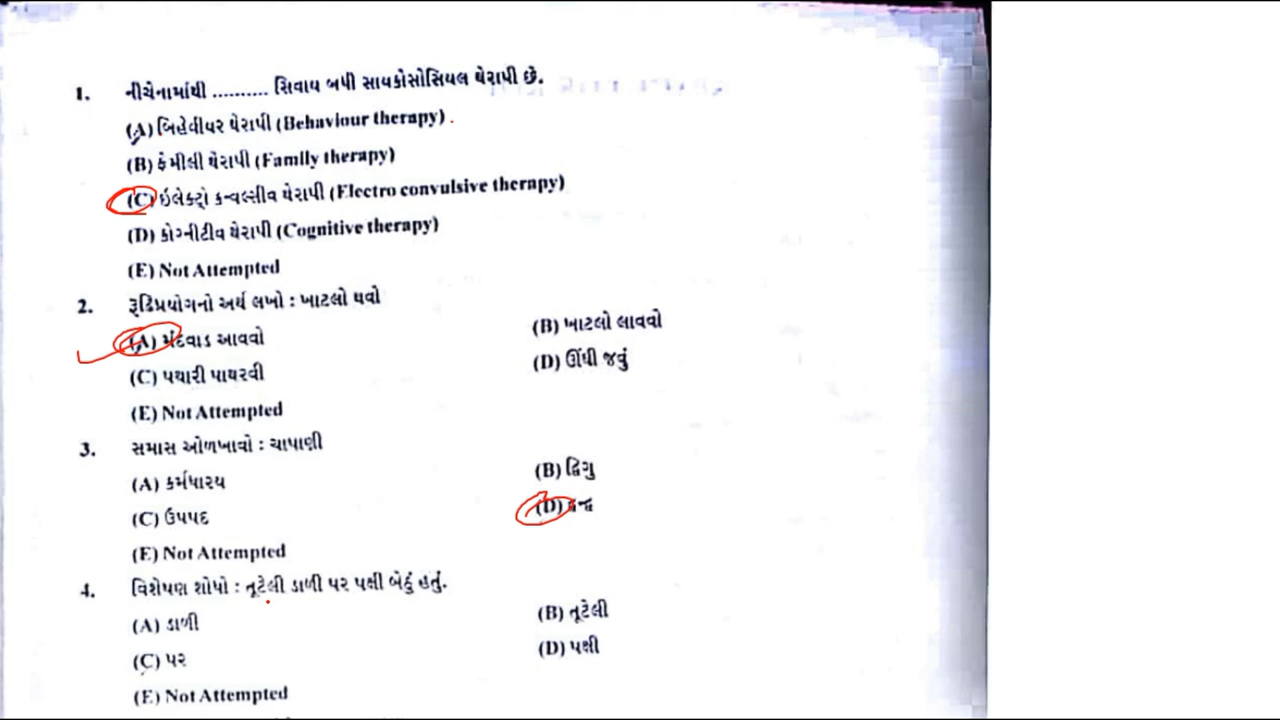 1. નીચેનામાંથી .......... સિવાય બધી સાયકોસોસિયલ થેરાપી છે.
(A) બિહેવીયર થેરાપી (Behaviour therapy)
(B) ફેમીલી થેરાપી (Family therapy)
(C) ઇલેક્ટ્રો કન્વલ્સીવ થેરાપી (Electro convulsive therapy)
(D) કોગ્નીટીવ થેરાપી (Cognitive therapy)
(E) Not Attempted
2. રૂઢિપ્રયોગનો અર્થ લખો : ખાટલો થવો
(A) મંદવાડ આવવો (B) ખાટલો લાવવો
(C) પથારી પાથરવી (D) ઊંઘી જવું
(E) Not Attempted
3. સમાસ ઓળખાવો : ચાપાણી
(A) કર્મધારય (B) દ્વિગુ
(C) ઉપપદ (D) દ્વન્દ્વ
(E) Not Attempted
4. વિશેષણ શોધો : તૂટેલી ડાળી પર પક્ષી બેઠું હતું.
(A) ડાળી (B) તૂટેલી
(C) પર (D) પક્ષી
(E) Not Attempted